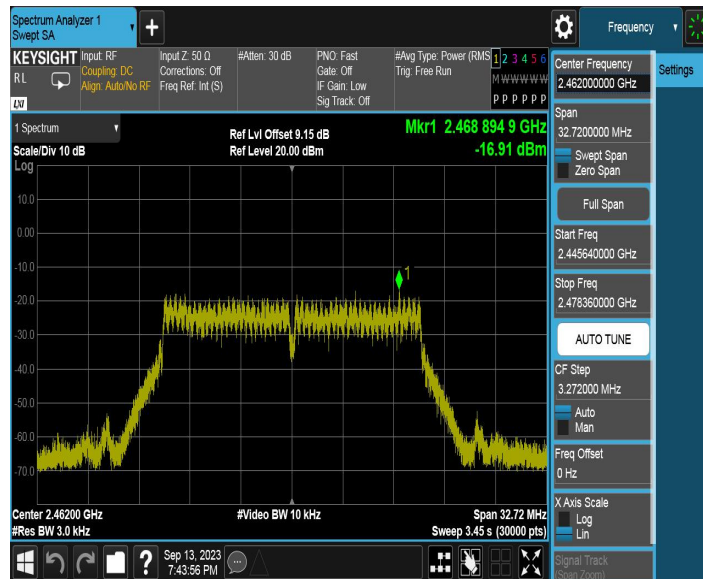 Spectrum Analyzer 1
Swept SA
+
Frequency
KEYSIGHT
RL
LXI
Input: RF
Coupling: DC
Align: Auto/No RF
Input Z: 50 Ω
Corrections: Off
Freq Ref: Int (S)
#Atten: 30 dB
PNO: Fast
Gate: Off
IF Gain: Low
Sig Track: Off
#Avg Type: Power (RMS
Trig: Free Run
1 2 3 4 5 6
M W W W W W
P P P P P P
1 Spectrum
Scale/Div 10 dB
Log
Ref Lvl Offset 9.15 dB
Ref Level 20.00 dBm
Mkr1 2.468 894 9 GHz
-16.91 dBm
10.0
0.00
-10.0
-20.0
-30.0
-40.0
-50.0
-60.0
-70.0
1
Center 2.46200 GHz
#Res BW 3.0 kHz
#Video BW 10 kHz
Span 32.72 MHz
Sweep 3.45 s (30000 pts)
?
Sep 13, 2023
7:43:56 PM
Center Frequency
2.462000000 GHz
Settings
Span
32.7200000 MHz
Swept Span
Zero Span
Full Span
Start Freq
2.445640000 GHz
Stop Freq
2.478360000 GHz
AUTO TUNE
CF Step
3.272000 MHz
Auto
Man
Freq Offset
0 Hz
X Axis Scale
Log
Lin
Signal Track
(Span Zoom)